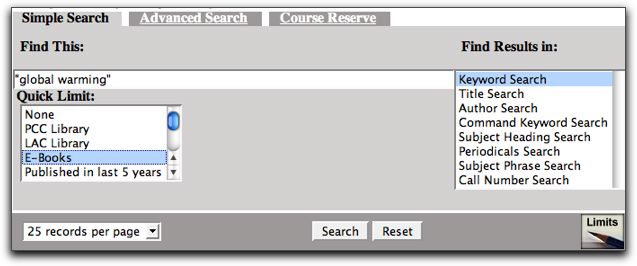 Simple Search Advanced Search Course Reserve
Find This: Find Results in:
"global warming"
Quick Limit:
None
PCC Library
LAC Library
E-Books
Published in last 5 years
Keyword Search
Title Search
Author Search
Command Keyword Search
Subject Heading Search
Periodicals Search
Subject Phrase Search
Call Number Search
25 records per page Search Reset Limits